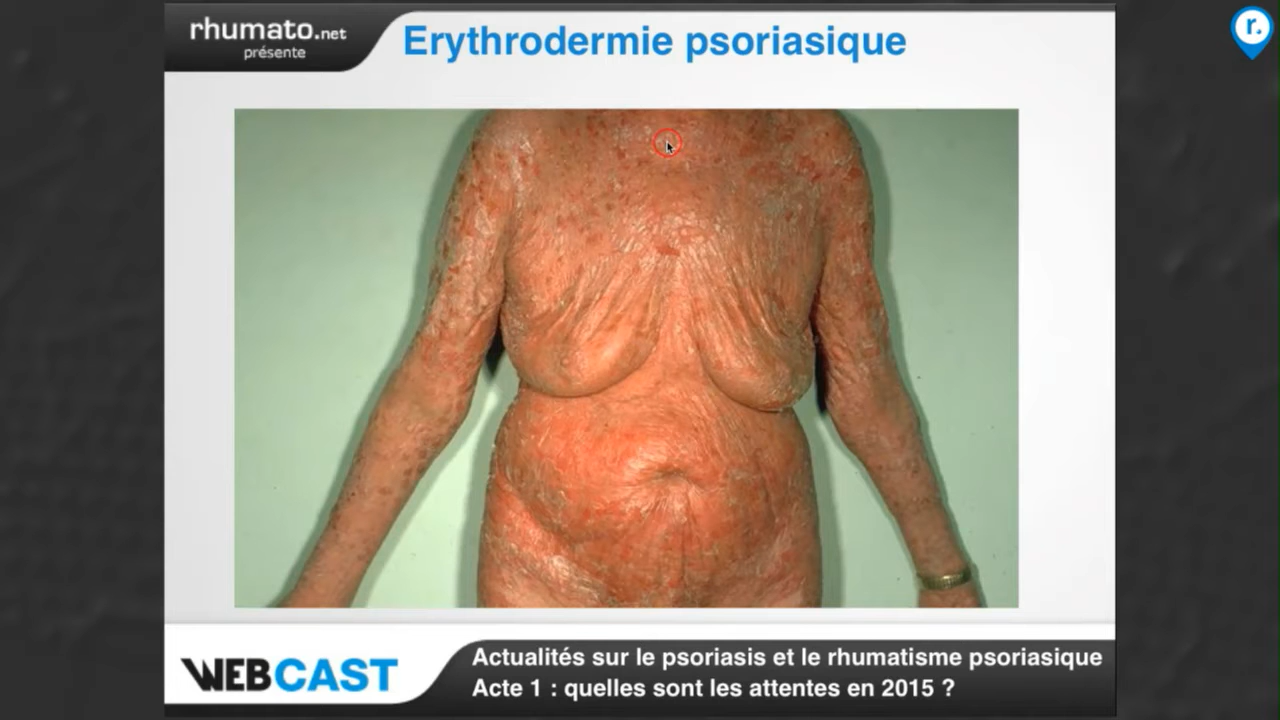 rhumato.net
présente
Erythrodermie psoriasique
r.
WEBCAST
Actualités sur le psoriasis et le rhumatisme psoriasique
Acte 1 : quelles sont les attentes en 2015 ?